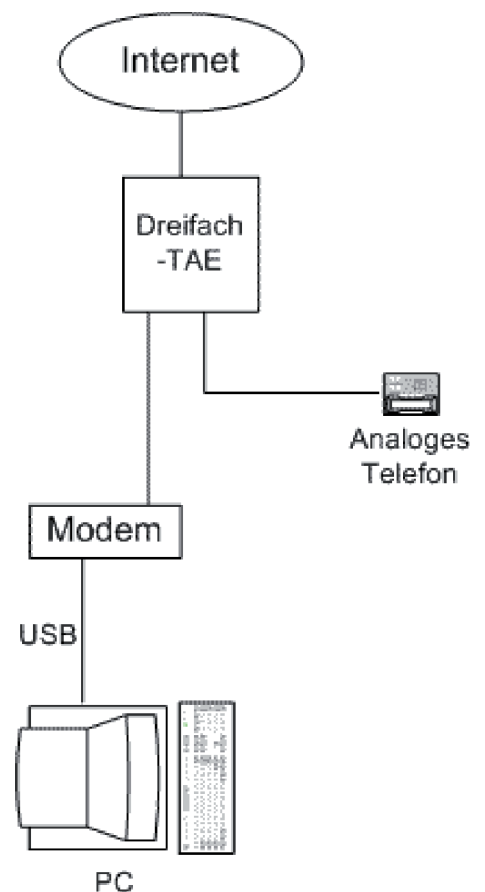 Internet
Dreifach
-TAE
Analoges
Telefon
Modem
USB
PC